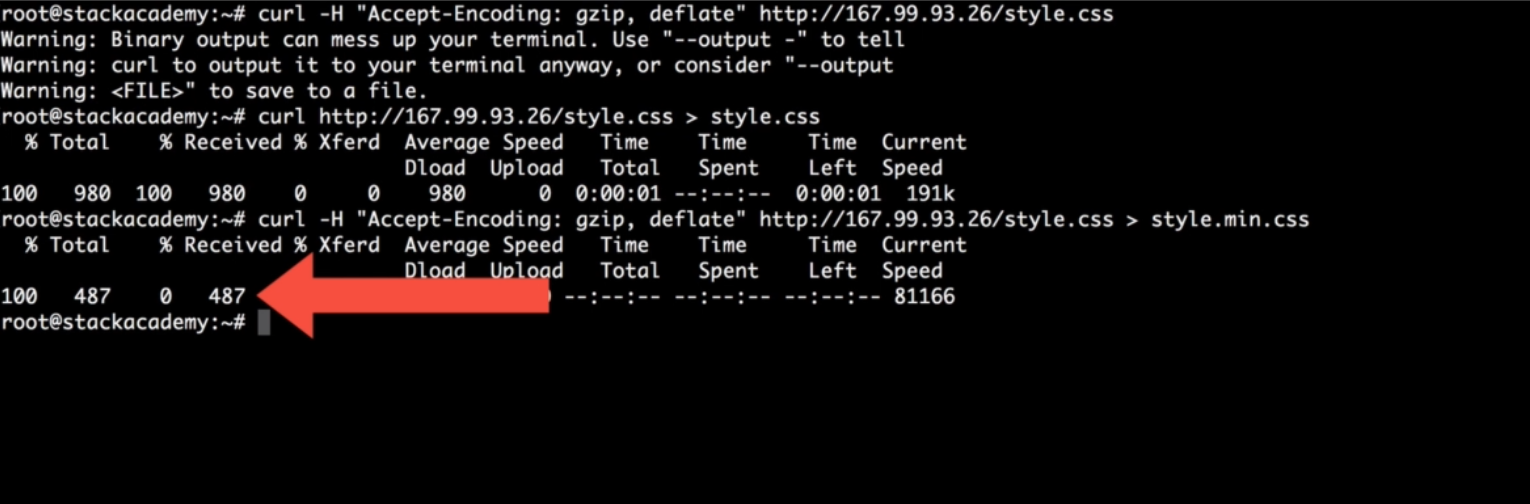 root@stackacademy:~# curl -H "Accept-Encoding: gzip, deflate" http://167.99.93.26/style.css
Warning: Binary output can mess up your terminal. Use "--output -" to tell
Warning: curl to output it to your terminal anyway, or consider "--output
Warning: <FILE>" to save to a file.
root@stackacademy:~# curl http://167.99.93.26/style.css > style.css
  % Total    % Received % Xferd  Average Speed   Time    Time     Time  Current
                                 Dload  Upload   Total   Spent    Left  Speed
100   980  100   980    0     0    980      0  0:00:01 --:--:--  0:00:01  191k
root@stackacademy:~# curl -H "Accept-Encoding: gzip, deflate" http://167.99.93.26/style.css > style.min.css
  % Total    % Received % Xferd  Average Speed   Time    Time     Time  Current
                                 Dload  Upload   Total   Spent    Left  Speed
100   487    0   487 --:--:-- --:--:-- --:--:-- 81166
root@stackacademy:~#